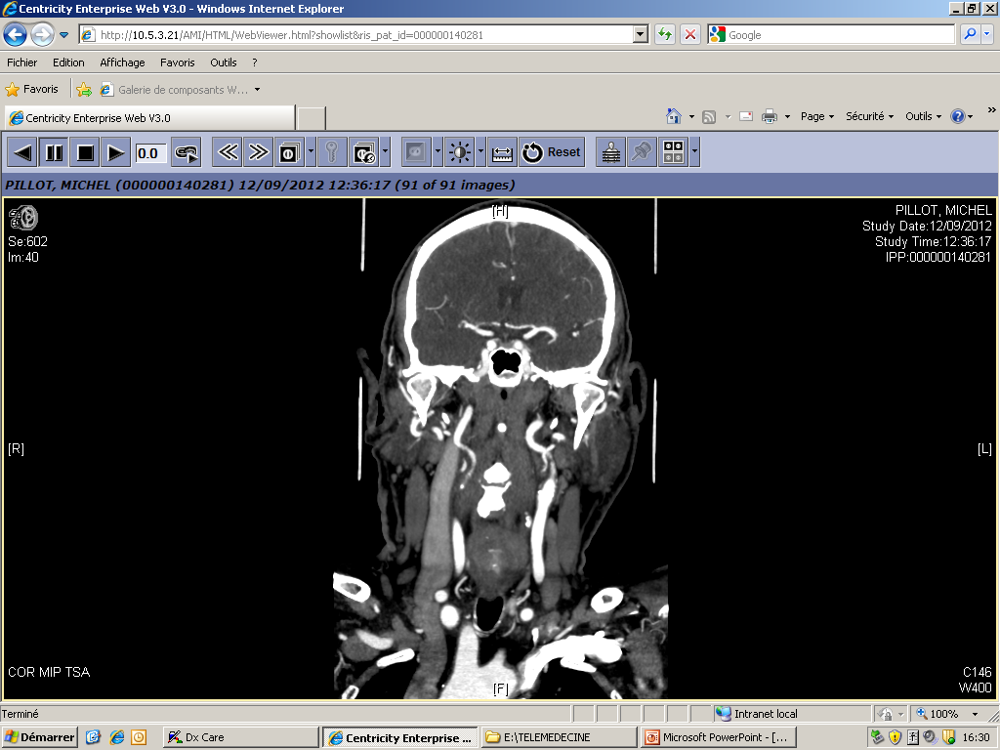 Centricity Enterprise Web V3.0 - Windows Internet Explorer
http://10.5.3.21/AMI/HTML/WebViewer.html?showlist&ris_pat_id=000000140281
Google
Fichier Edition Affichage Favoris Outils ?
Favoris Galerie de composants W...
Centricity Enterprise Web V3.0 Page Sécurité Outils »
0.0 Reset
PILLOT, MICHEL (000000140281) 12/09/2012 12:36:17 (91 of 91 images)
[H]
PILLOT, MICHEL
Study Date:12/09/2012
Se:602
Study Time:12:36:17
Im:40
IPP:000000140281
[R]
[L]
COR MIP TSA
C146
[F]
W400
Terminé Intranet local 100%
Démarrer Dx Care Centricity Enterprise ... E:\TELEMEDECINE Microsoft PowerPoint - [... 16:30